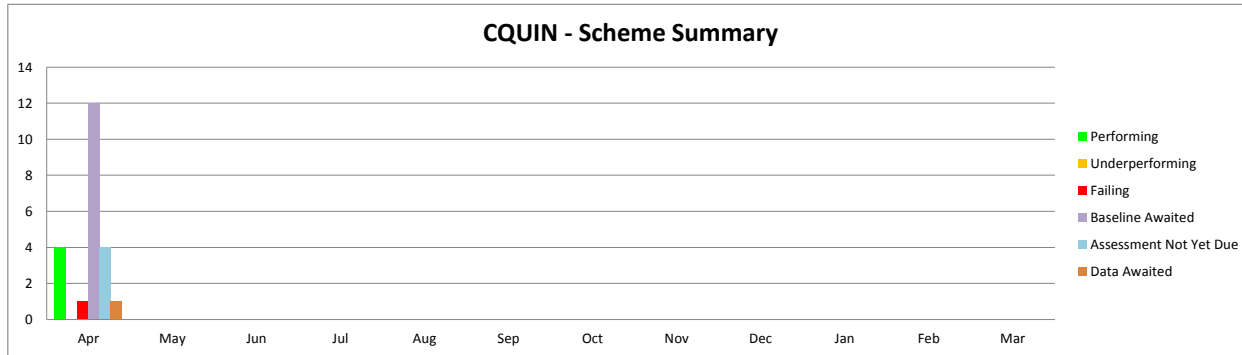 CQUIN - Scheme Summary
14
12
10
8
6
4
2
0
Apr May Jun Jul Aug Sep Oct Nov Dec Jan Feb Mar
Performing
Underperforming
Failing
Baseline Awaited
Assessment Not Yet Due
Data Awaited